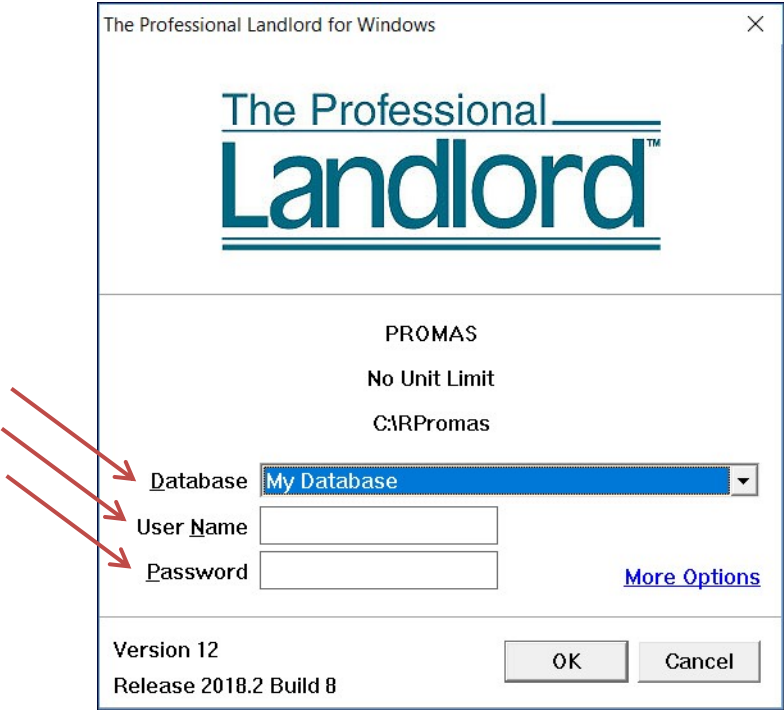 The Professional Landlord for Windows
The Professional
Landlord™
PROMAS
No Unit Limit
C:\RPromas
Database My Database
User Name
Password
More Options
Version 12
OK Cancel
Release 2018.2 Build 8